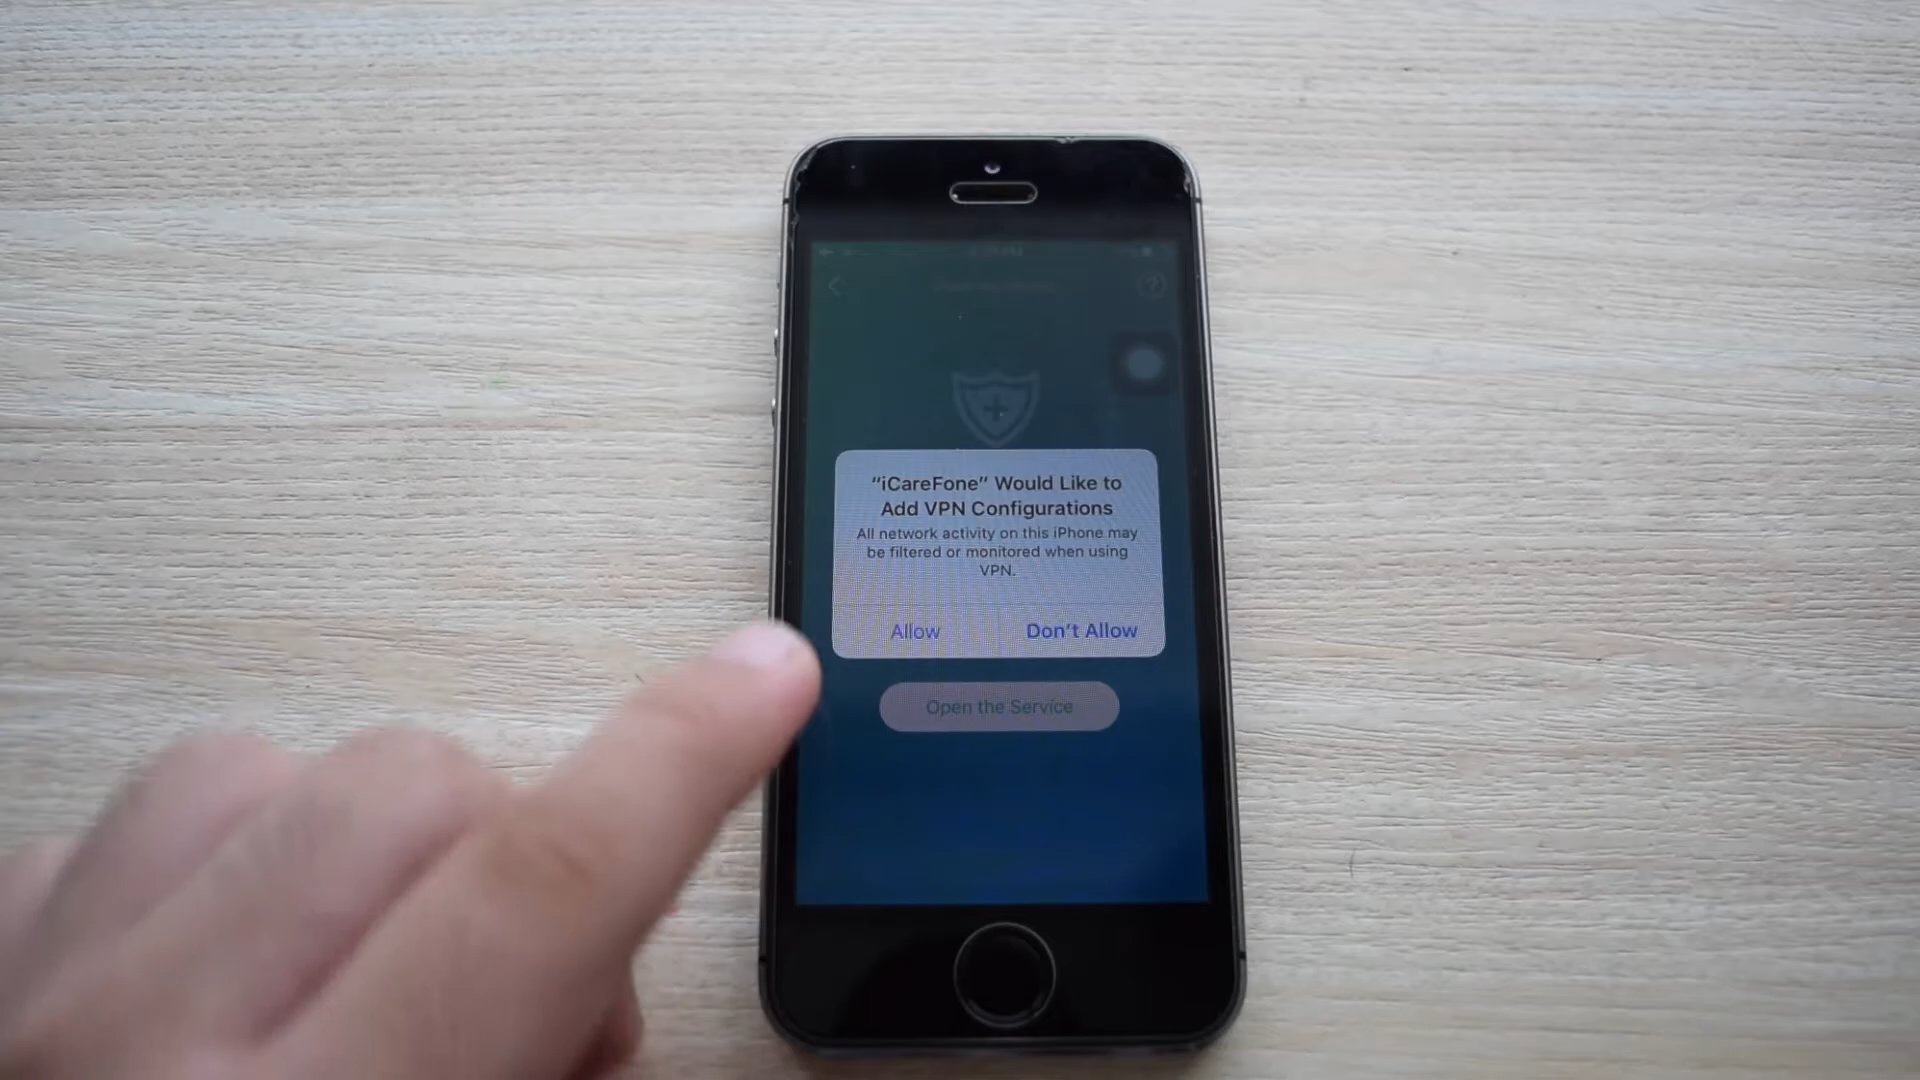 “iCareFone” Would Like to
Add VPN Configurations
All network activity on this iPhone may
be filtered or monitored when using
VPN.
Allow
Don’t Allow
Open the Service